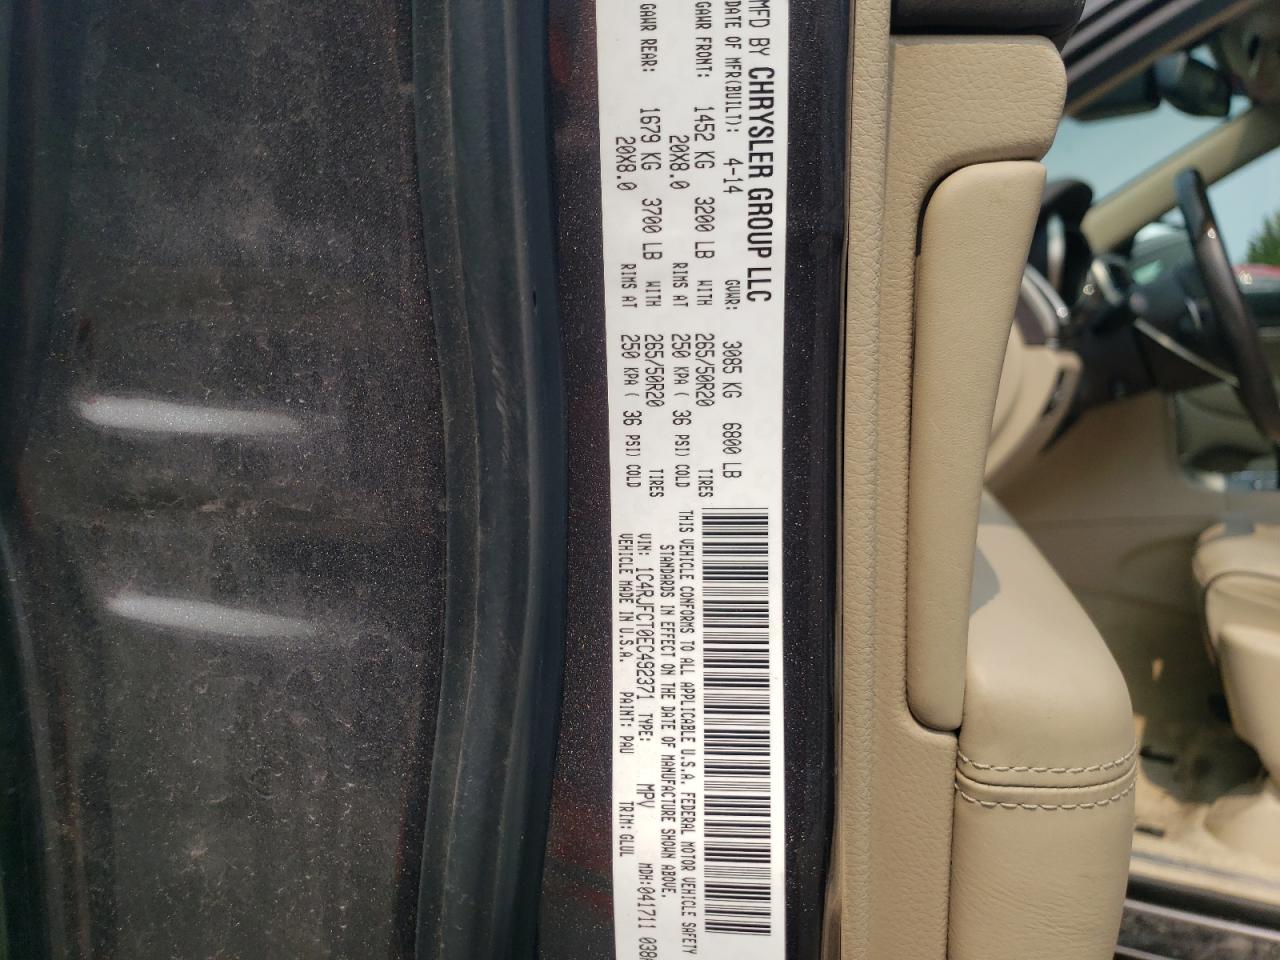 MFD BY CHRYSLER GROUP LLC
DATE OF MFR(BUILT): 4-14 GVWR: 3085 KG 6800 LB
GAWR FRONT: 1452 KG 3200 LB WITH 265/50R20 TIRES
20X8.0 RIMS AT 250 KPA ( 36 PSI) COLD
GAWR REAR: 1679 KG 3700 LB WITH 265/50R20 TIRES
20X8.0 RIMS AT 250 KPA ( 36 PSI) COLD
THIS VEHICLE CONFORMS TO ALL APPLICABLE U.S.A. FEDERAL MOTOR VEHICLE SAFETY
STANDARDS IN EFFECT ON THE DATE OF MANUFACTURE SHOWN ABOVE.
VIN: 1C4RJFCT0EC492371 TYPE: MPV MDH:041711
VEHICLE MADE IN U.S.A. PAINT: PAU TRIM: GLUL